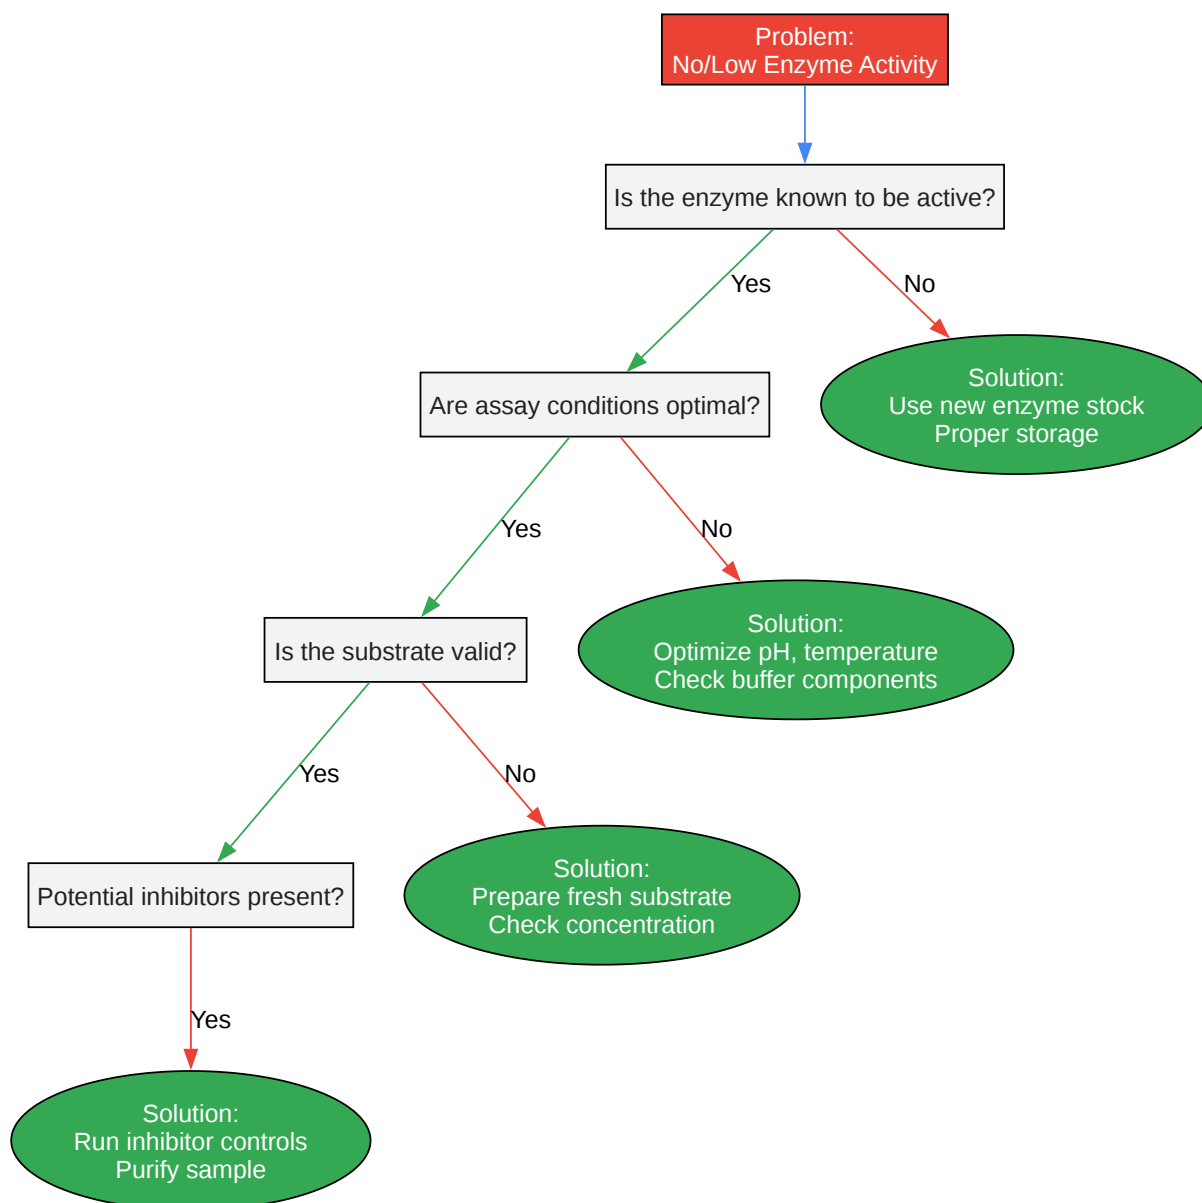 Problem:
No/Low Enzyme Activity
Is the enzyme known to be active?
Yes
No
Solution:
Use new enzyme stock
Proper storage
Are assay conditions optimal?
Yes
No
Solution:
Optimize pH, temperature
Check buffer components
Is the substrate valid?
Yes
No
Solution:
Prepare fresh substrate
Check concentration
Potential inhibitors present?
Yes
Solution:
Run inhibitor controls
Purify sample